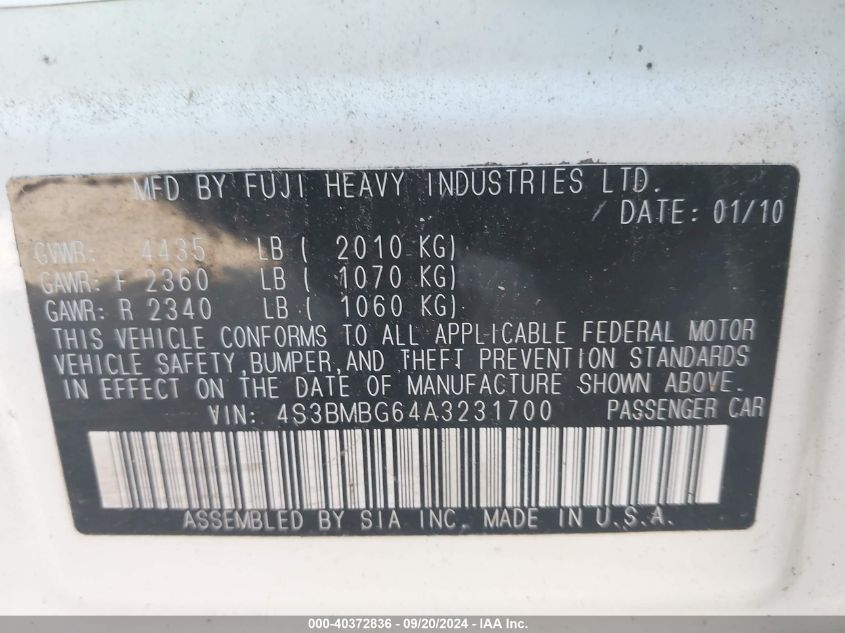 MFD BY FUJI HEAVY INDUSTRIES LTD.
DATE: 01/10
GVWR: 4435 LB ( 2010 KG)
GAWR: F 2360 LB ( 1070 KG)
GAWR: R 2340 LB ( 1060 KG)
THIS VEHICLE CONFORMS TO ALL APPLICABLE FEDERAL MOTOR
VEHICLE SAFETY, BUMPER, AND THEFT PREVENTION STANDARDS
IN EFFECT ON THE DATE OF MANUFACTURE SHOWN ABOVE.
VIN: 4S3BMBG64A3231700 PASSENGER CAR
ASSEMBLED BY SIA INC. MADE IN U.S.A.
000-40372836 - 09/20/2024 - IAA Inc.